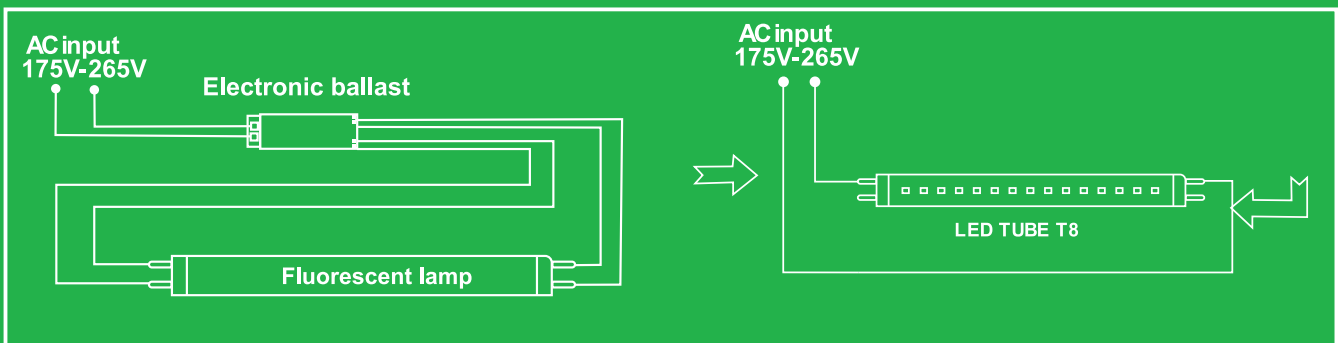 AC input
175V-265V
Electronic ballast
Fluorescent lamp
AC input
175V-265V
LED TUBE T8